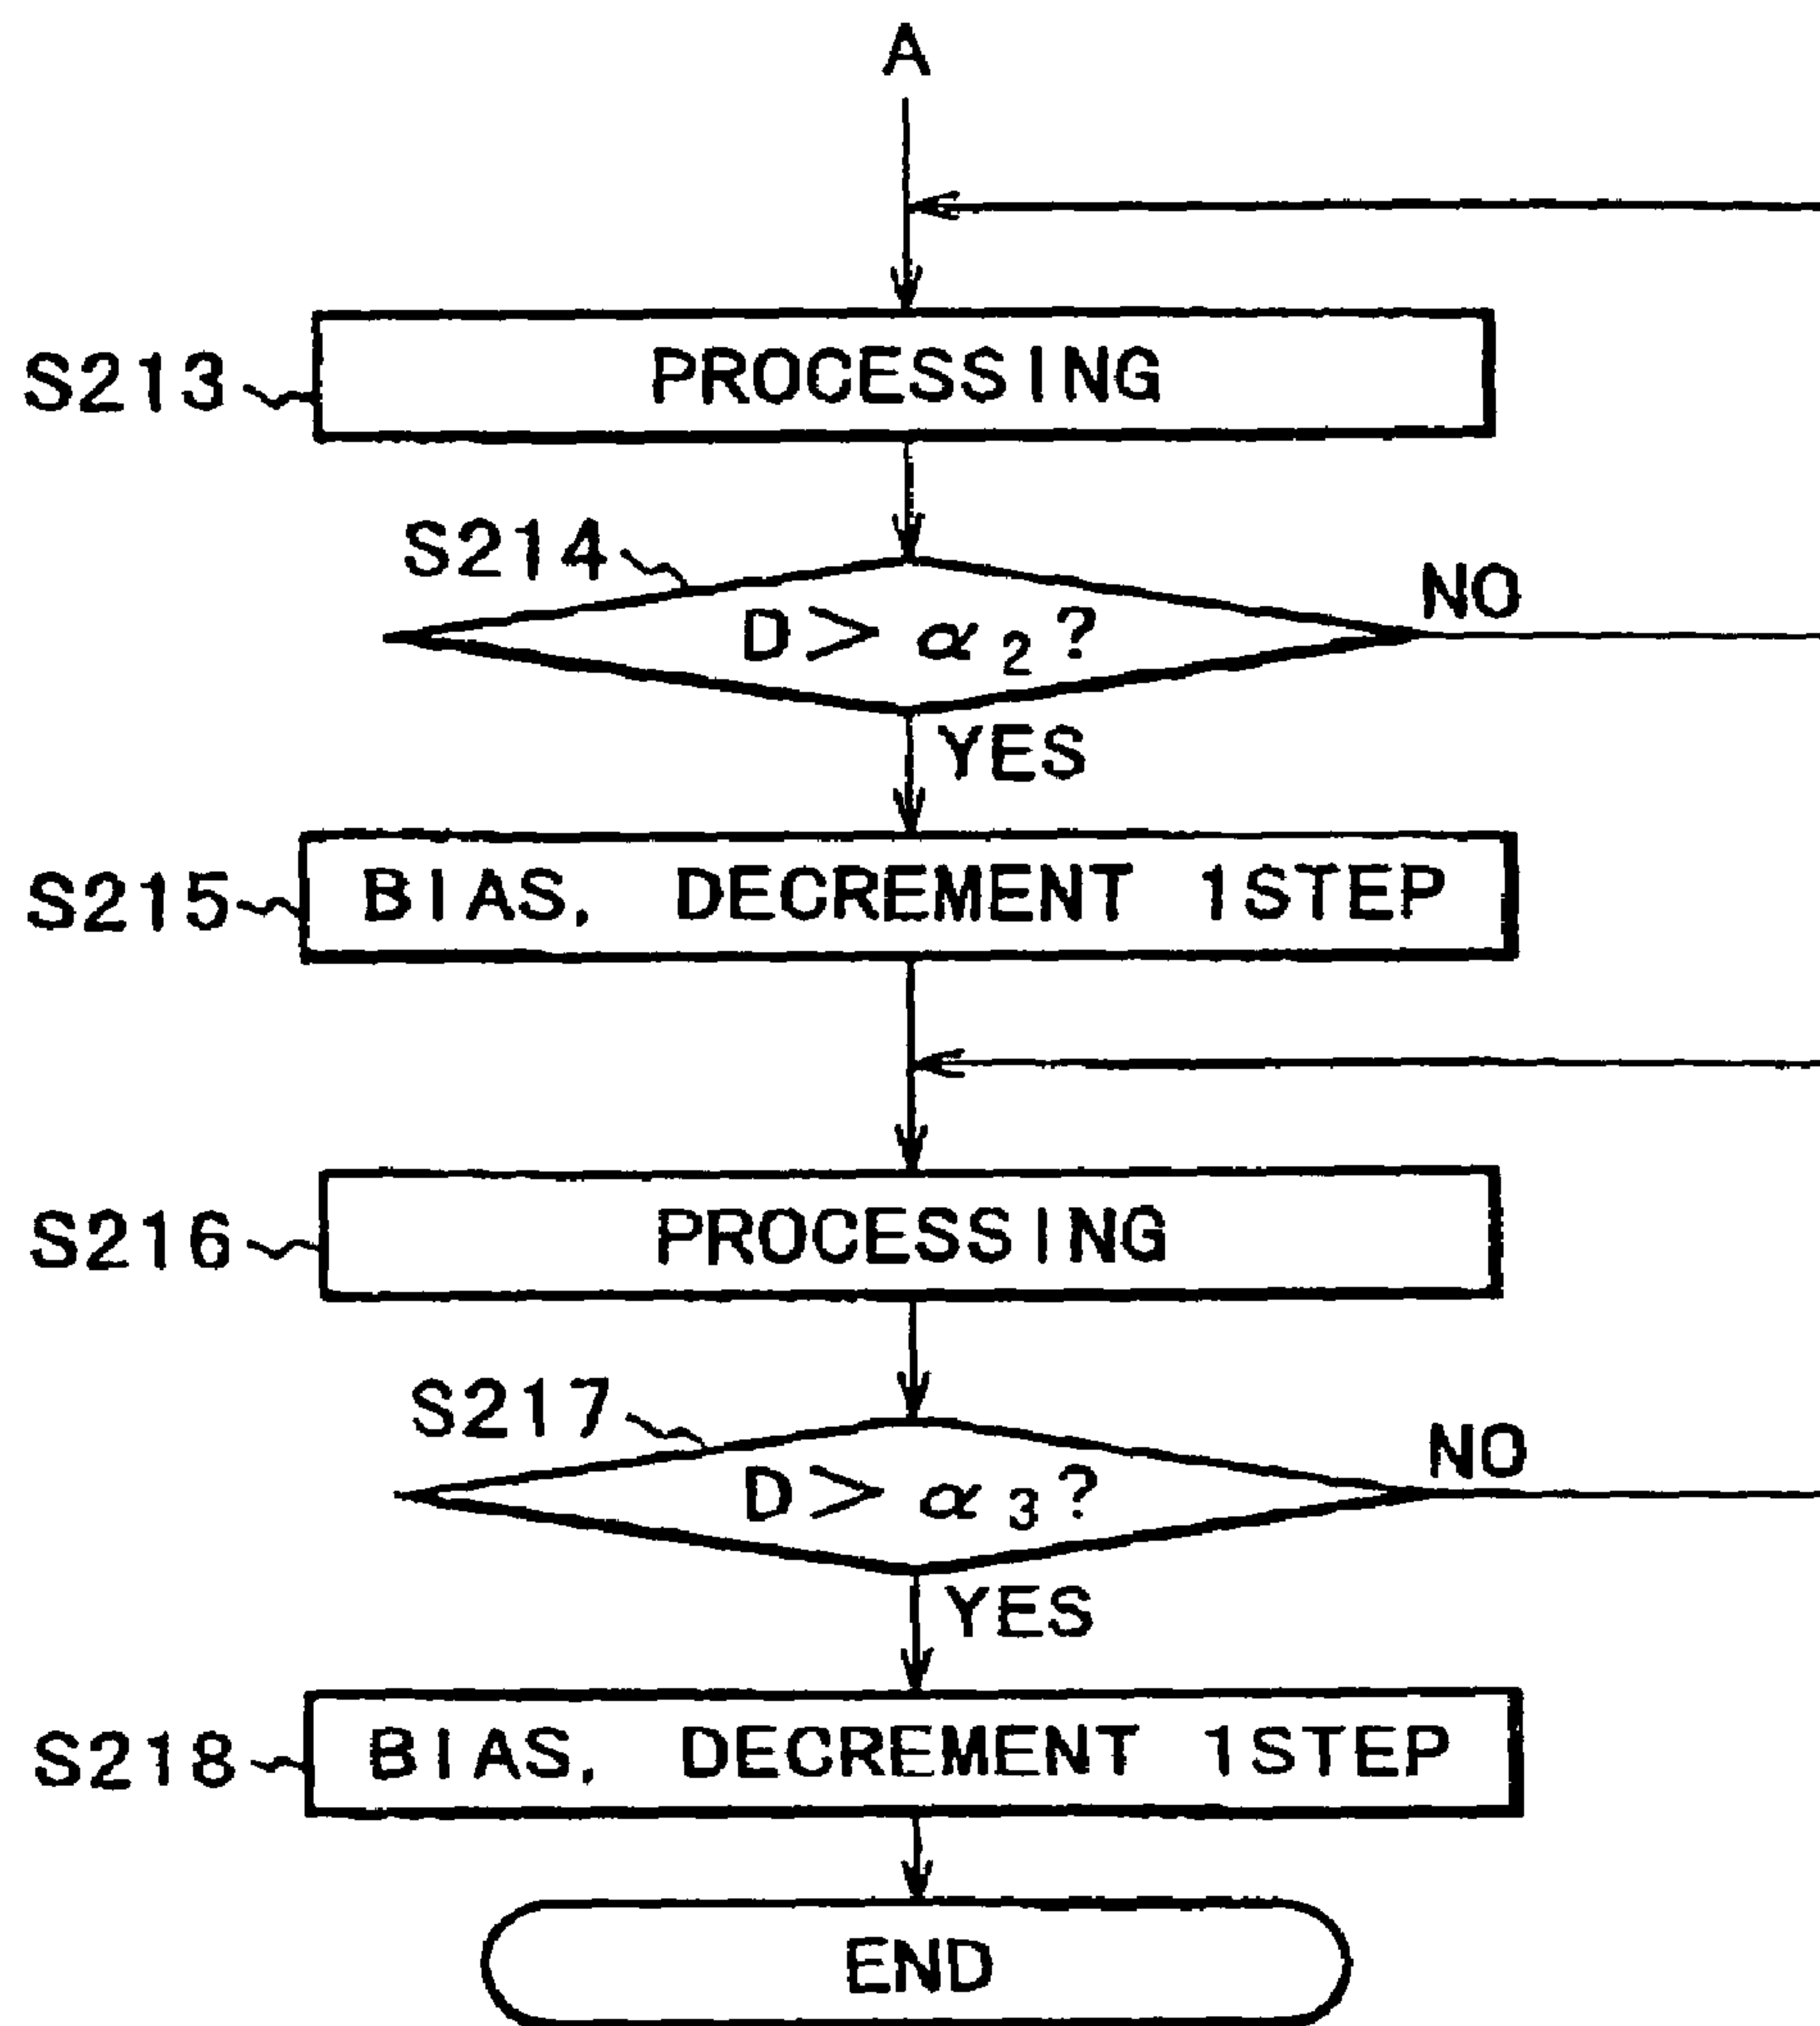 A
S213
PROCESSING
S214
D> α2?
NO
YES
S215
BIAS, DECREMENT 1STEP
S216
PROCESSING
S217
D> α3?
NO
YES
S218
BIAS, DECREMENT 1STEP
END